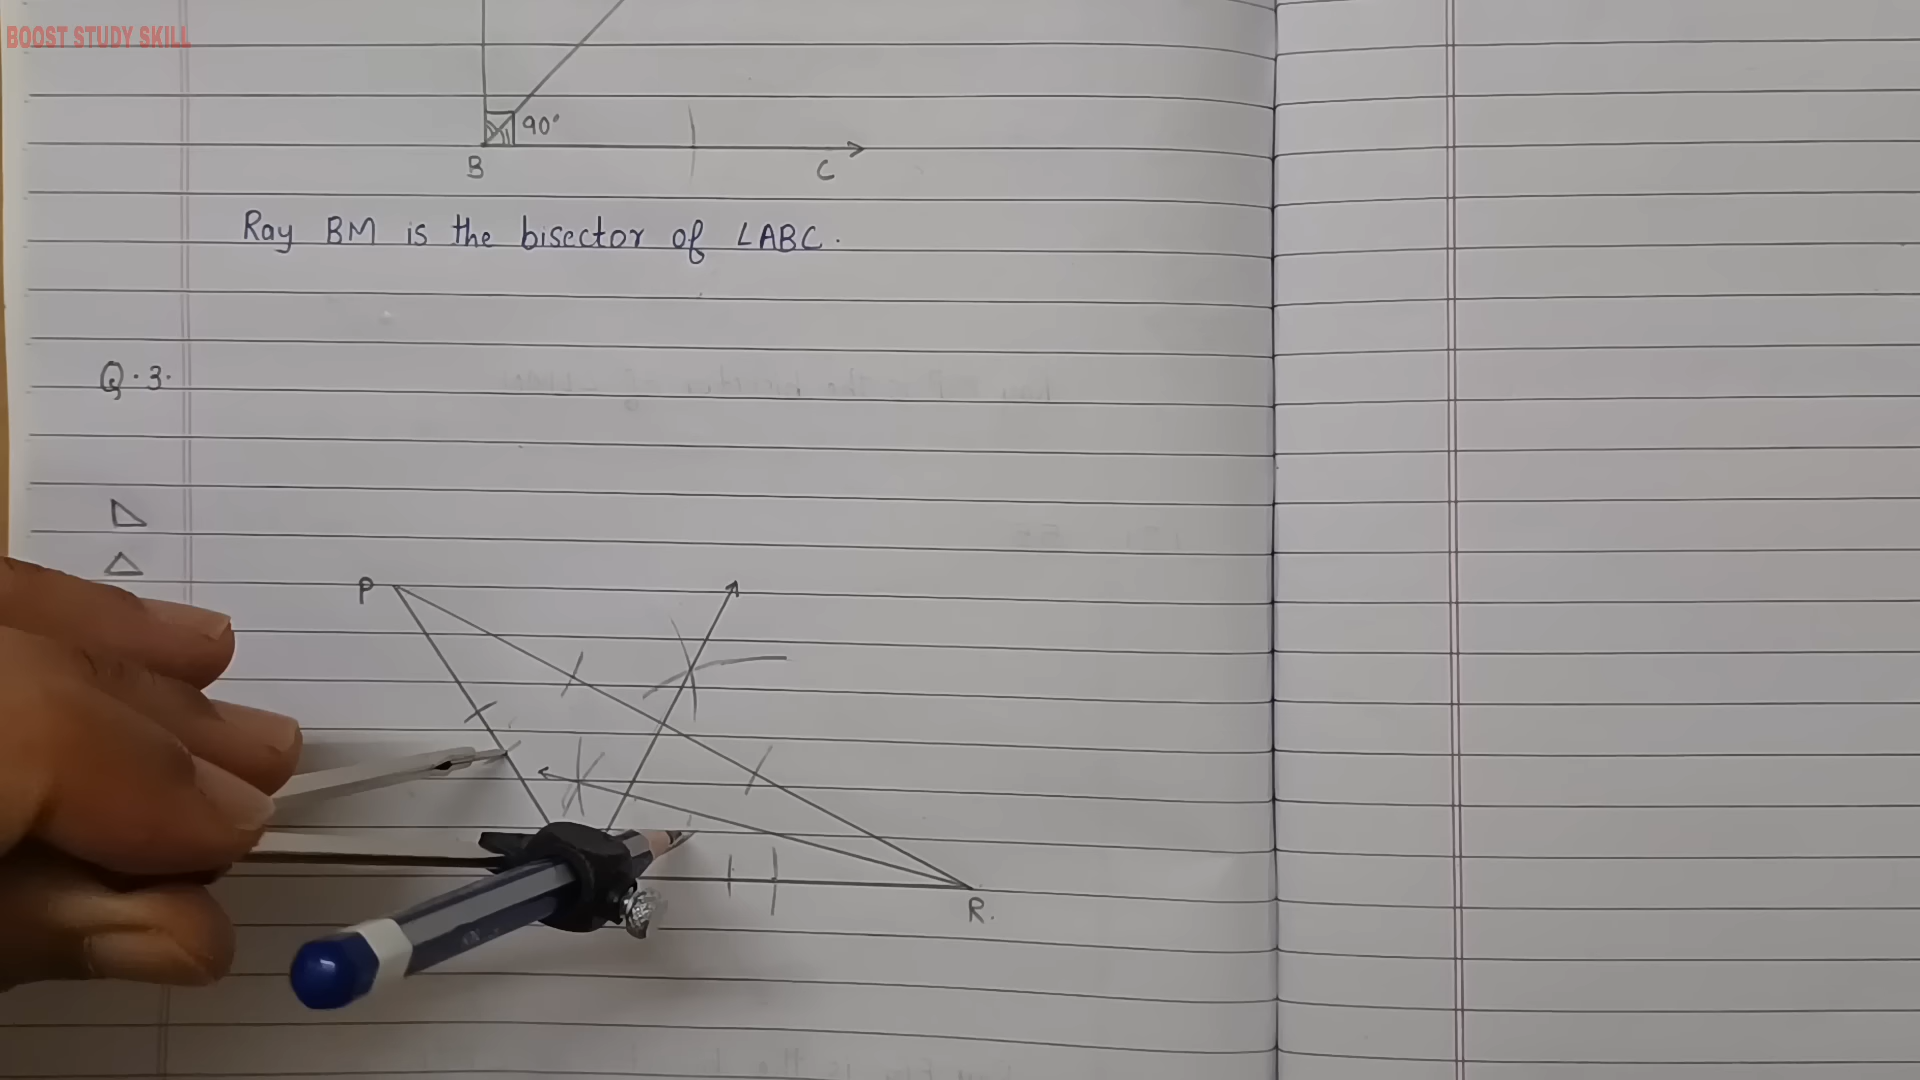 BOOST STUDY SKILL
90°
B
C
Ray BM is the bisector of ∠ABC.
Q.3.
P
R.